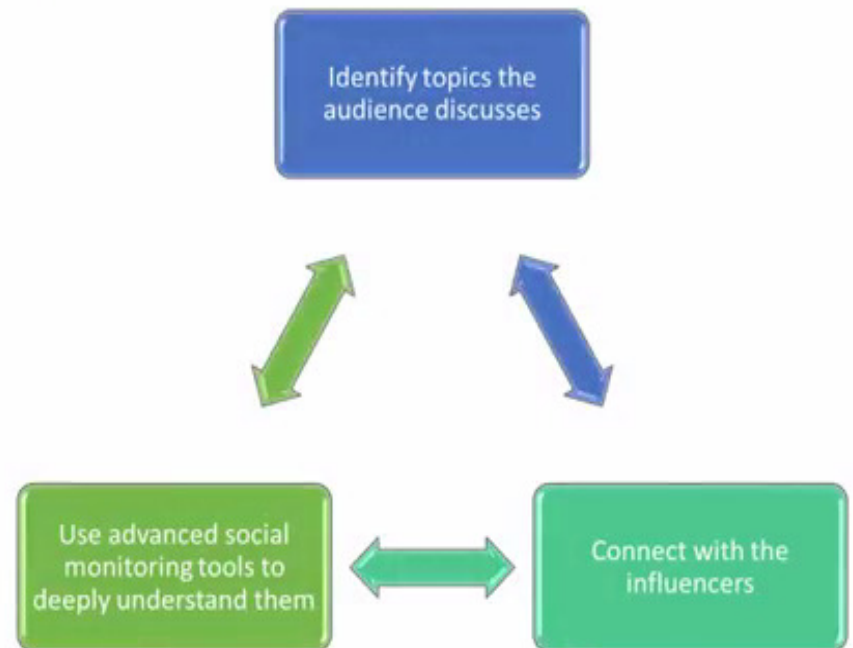 Identify topics the
audience discusses
Use advanced social
monitoring tools to
deeply understand them
Connect with the
influencers